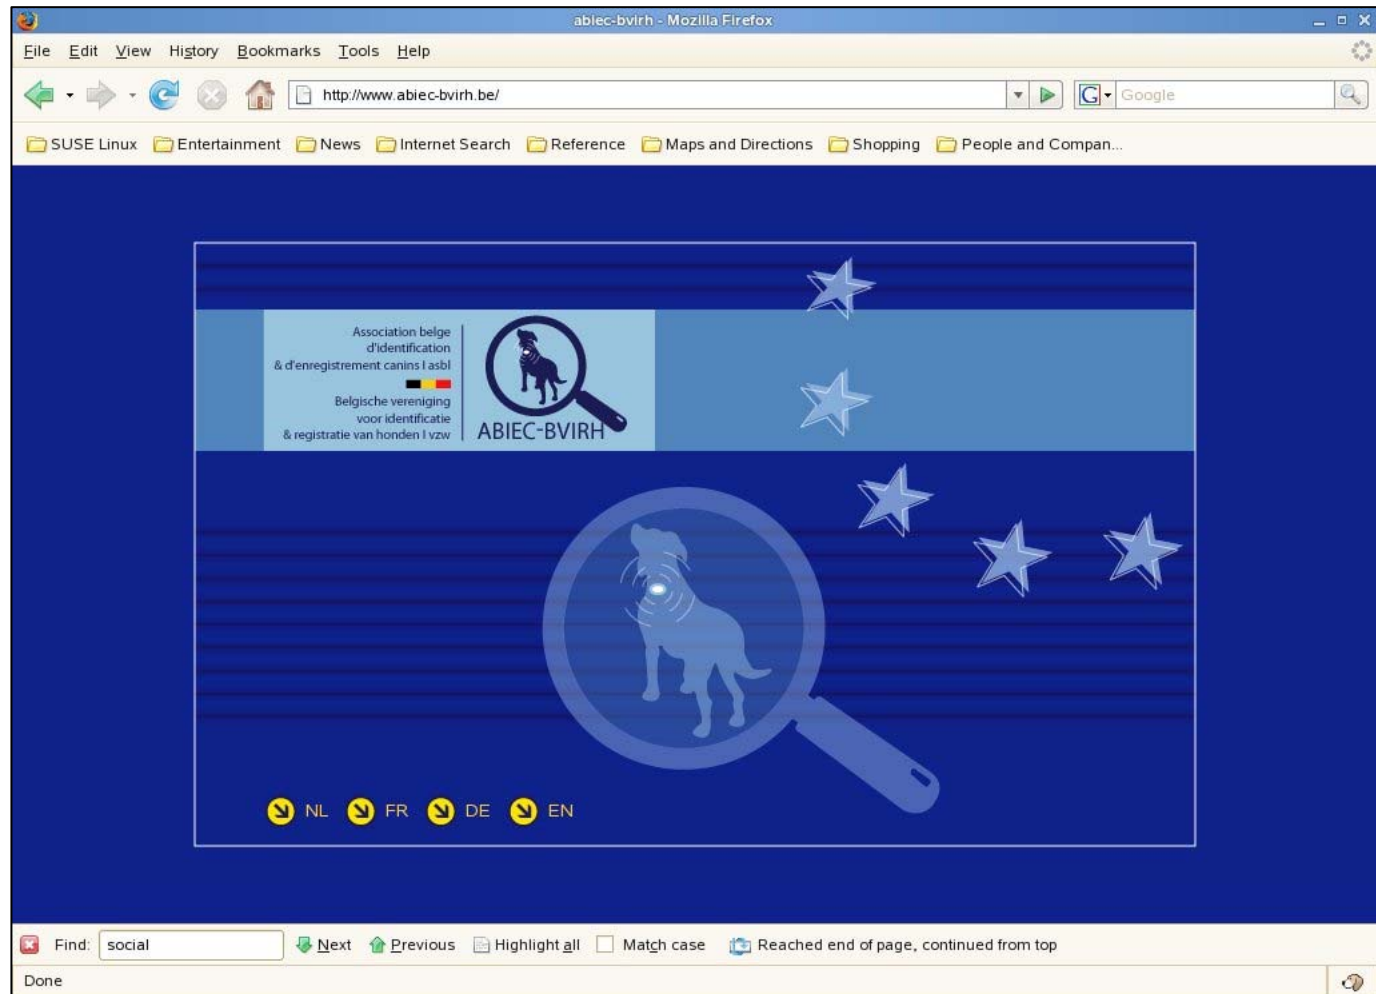 abiec-bvirh - Mozilla Firefox
File Edit View History Bookmarks Tools Help
http://www.abiec-bvirh.be/ G Google
SUSE Linux Entertainment News Internet Search Reference Maps and Directions Shopping People and Compan...
Association belge
d'identification
& d'enregistrement canins I asbl
Belgische vereniging
voor identificatie
& registratie van honden I vzw
ABIEC-BVIRH
NL FR DE EN
Find: social Next Previous Highlight all Match case Reached end of page, continued from top
Done